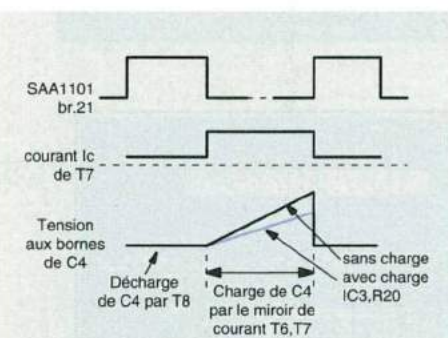 SAA1101
br.21
courant Ic
de T7
Tension
aux bornes
de C4
Décharge
de C4 par T8
Charge de C4
par le miroir de
courant T6,T7
sans charge
avec charge
IC3,R20